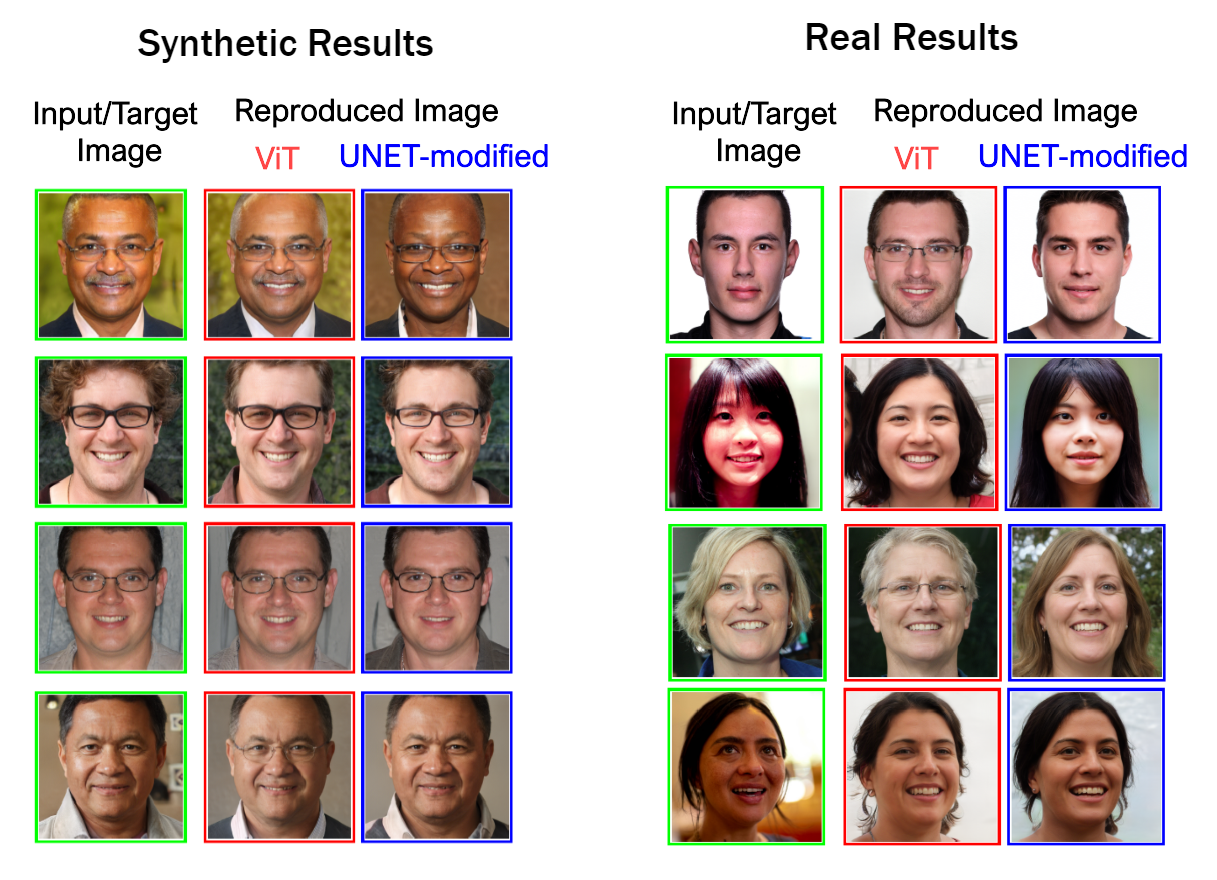 Synthetic Results
Input/Target
Image
Reproduced Image
ViT
UNET-modified
Real Results
Input/Target
Image
Reproduced Image
ViT
UNET-modified